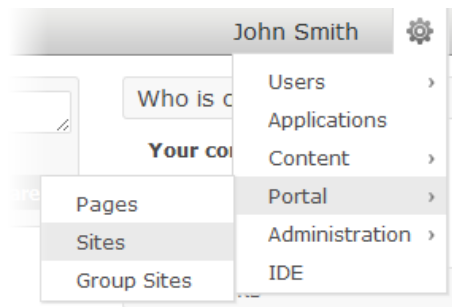 John Smith
Users
Who is
Applications
Your
Content
Portal
Pages
Administration
Sites
IDE
Group Sites